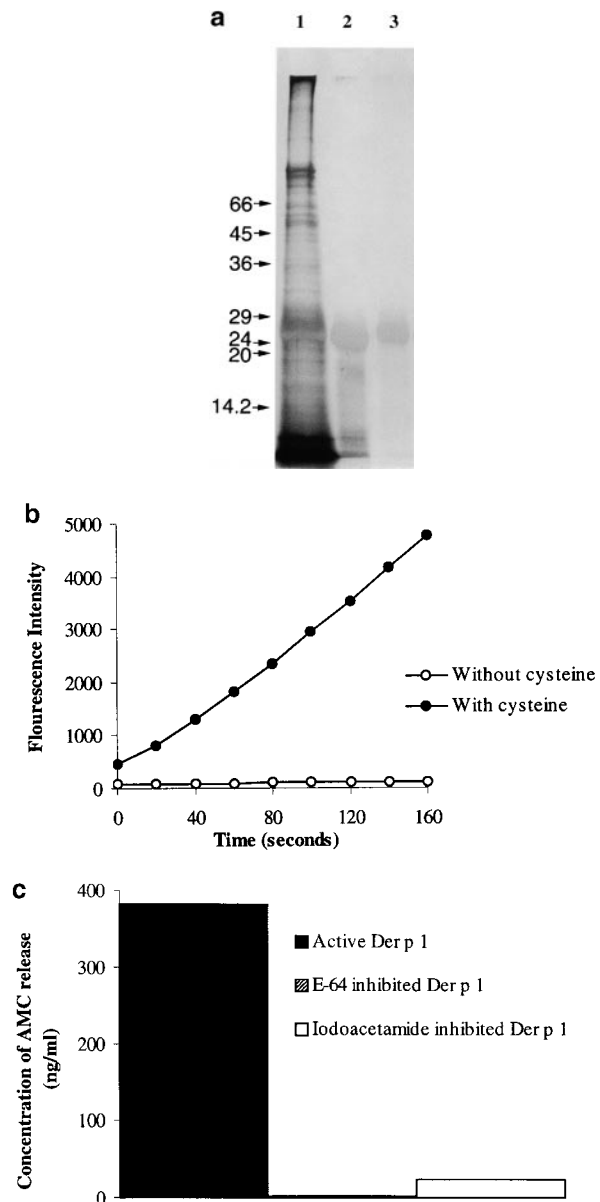 a 1 2 3
66
45
36
29
24
20
14.2
b
5000
4000
3000
2000
1000
0
Flourescence Intensity
Without cysteine
With cysteine
0 40 80 120 160
Time (seconds)
c
400
300
200
100
0
Concentration of AMC release
(ng/ml)
Active Der p 1
E-64 inhibited Der p 1
Iodoacetamide inhibited Der p 1